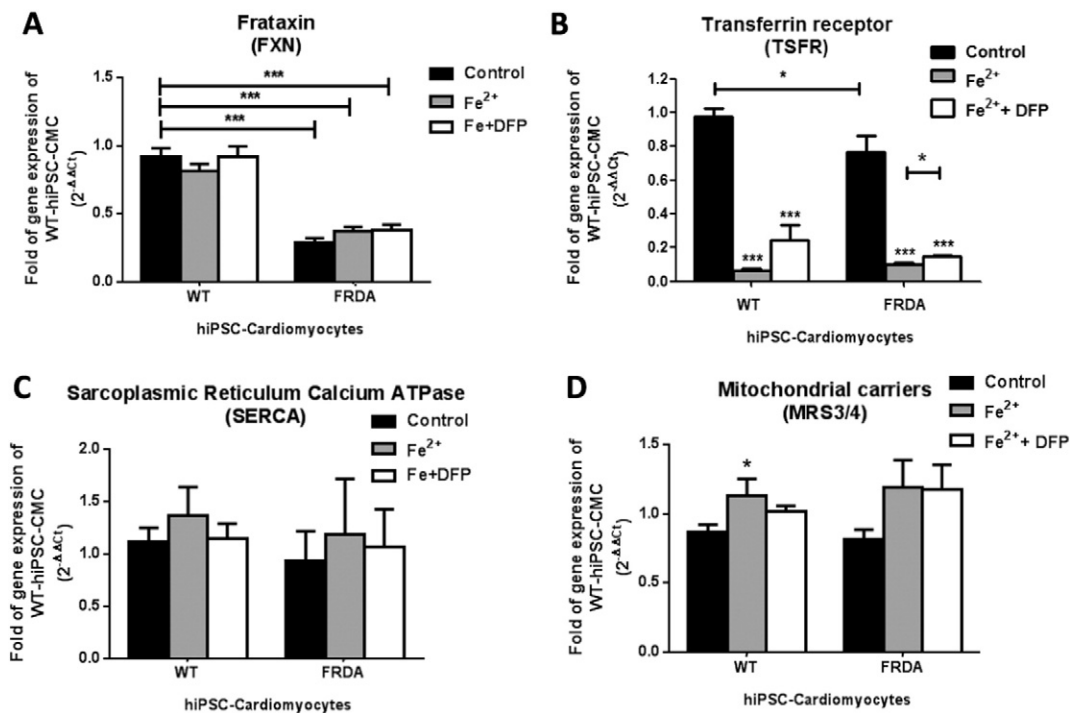 A
Frataxin
(FXN)
Control
Fe2+
Fe+DFP
***
***
***
Fold of gene expression of
WT-hiPSC-CMC
(2-ΔΔCt)
1.5
1.0
0.5
0.0
WT
FRDA
hiPSC-Cardiomyocytes
B
Transferrin receptor
(TSFR)
Control
Fe2+
Fe2++ DFP
*
*
***
***
***
***
Fold of gene expression of
WT-hiPSC-CMC
(2-ΔΔCt)
1.2
1.0
0.8
0.6
0.4
0.2
0.0
WT
FRDA
hiPSC-Cardiomyocytes
C
Sarcoplasmic Reticulum Calcium ATPase
(SERCA)
Control
Fe2+
Fe+DFP
Fold of gene expression of
WT-hiPSC-CMC
(2-ΔΔCt)
2.0
1.5
1.0
0.5
0.0
WT
FRDA
hiPSC-Cardiomyocytes
D
Mitochondrial carriers
(MRS3/4)
Control
Fe2+
Fe2++ DFP
*
Fold of gene expression of
WT-hiPSC-CMC
(2-ΔΔCt)
1.5
1.0
0.5
0.0
WT
FRDA
hiPSC-Cardiomyocytes